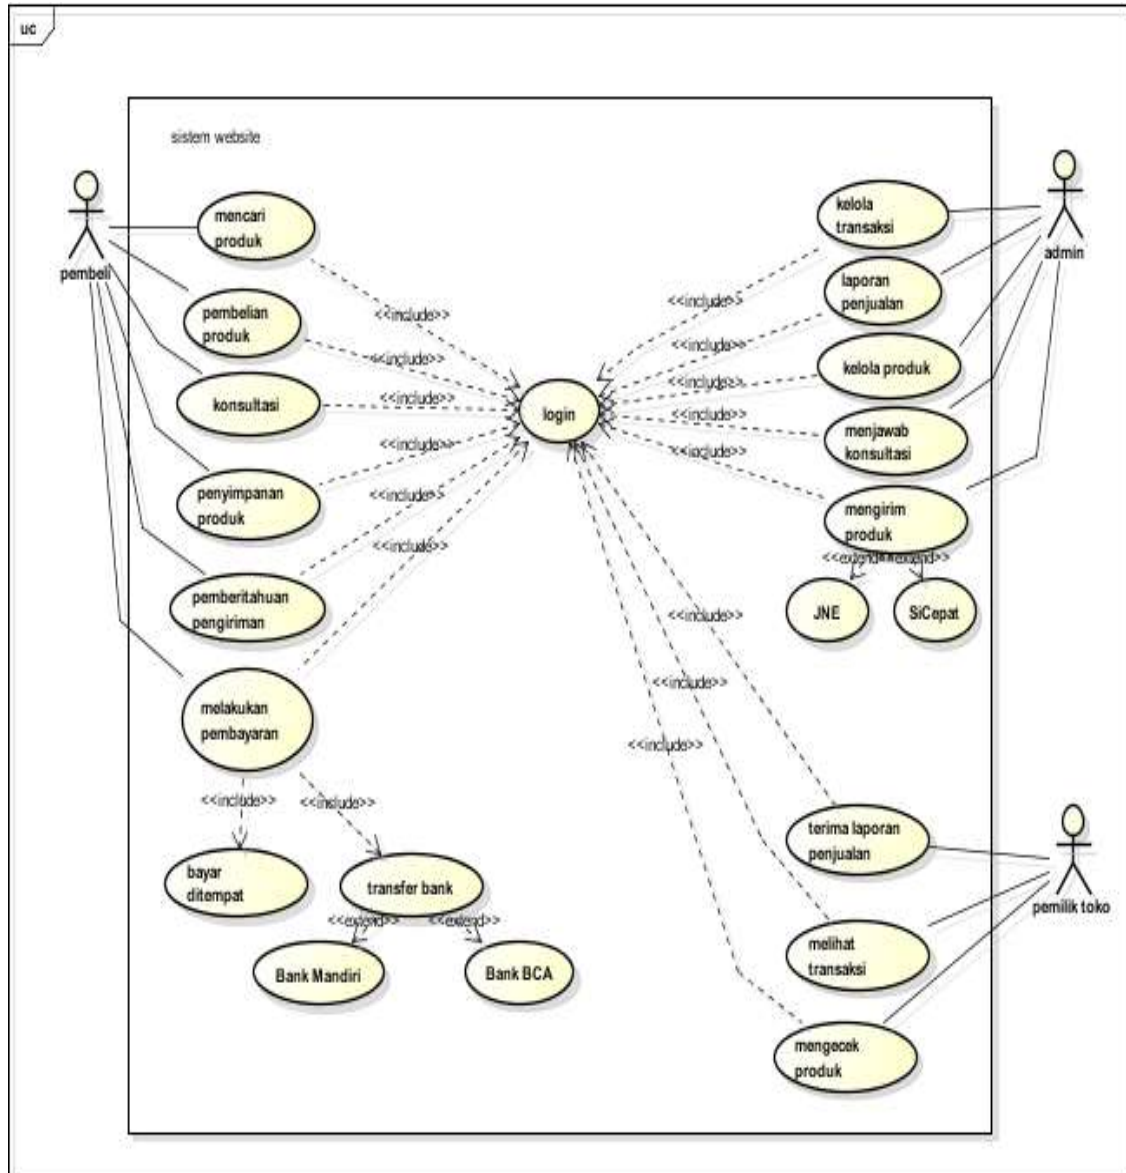 uc
sistem website
mencari
produk
kelola
transaksi
pembeli
admin
<<include>>
<<include>>
laporan
penjualan
pembelian
produk
<<include>>
<<include>>
kelola produk
<<include>>
konsultasi
<<include>>
login
<<include>>
menjawab
konsultasi
<<include>>
<<include>>
penyimpanan
produk
<<include>>
mengirim
produk
<<include>>
<<extend>>
<<extend>>
pemberitahuan
pengiriman
JNE
SiCepat
<<include>>
<<include>>
<<include>>
melakukan
pembayaran
<<include>>
<<include>>
terima laporan
penjualan
bayar
ditempat
transfer bank
pemilik toko
<<extend>>
<<extend>>
melihat
transaksi
Bank Mandiri
Bank BCA
mengecek
produk